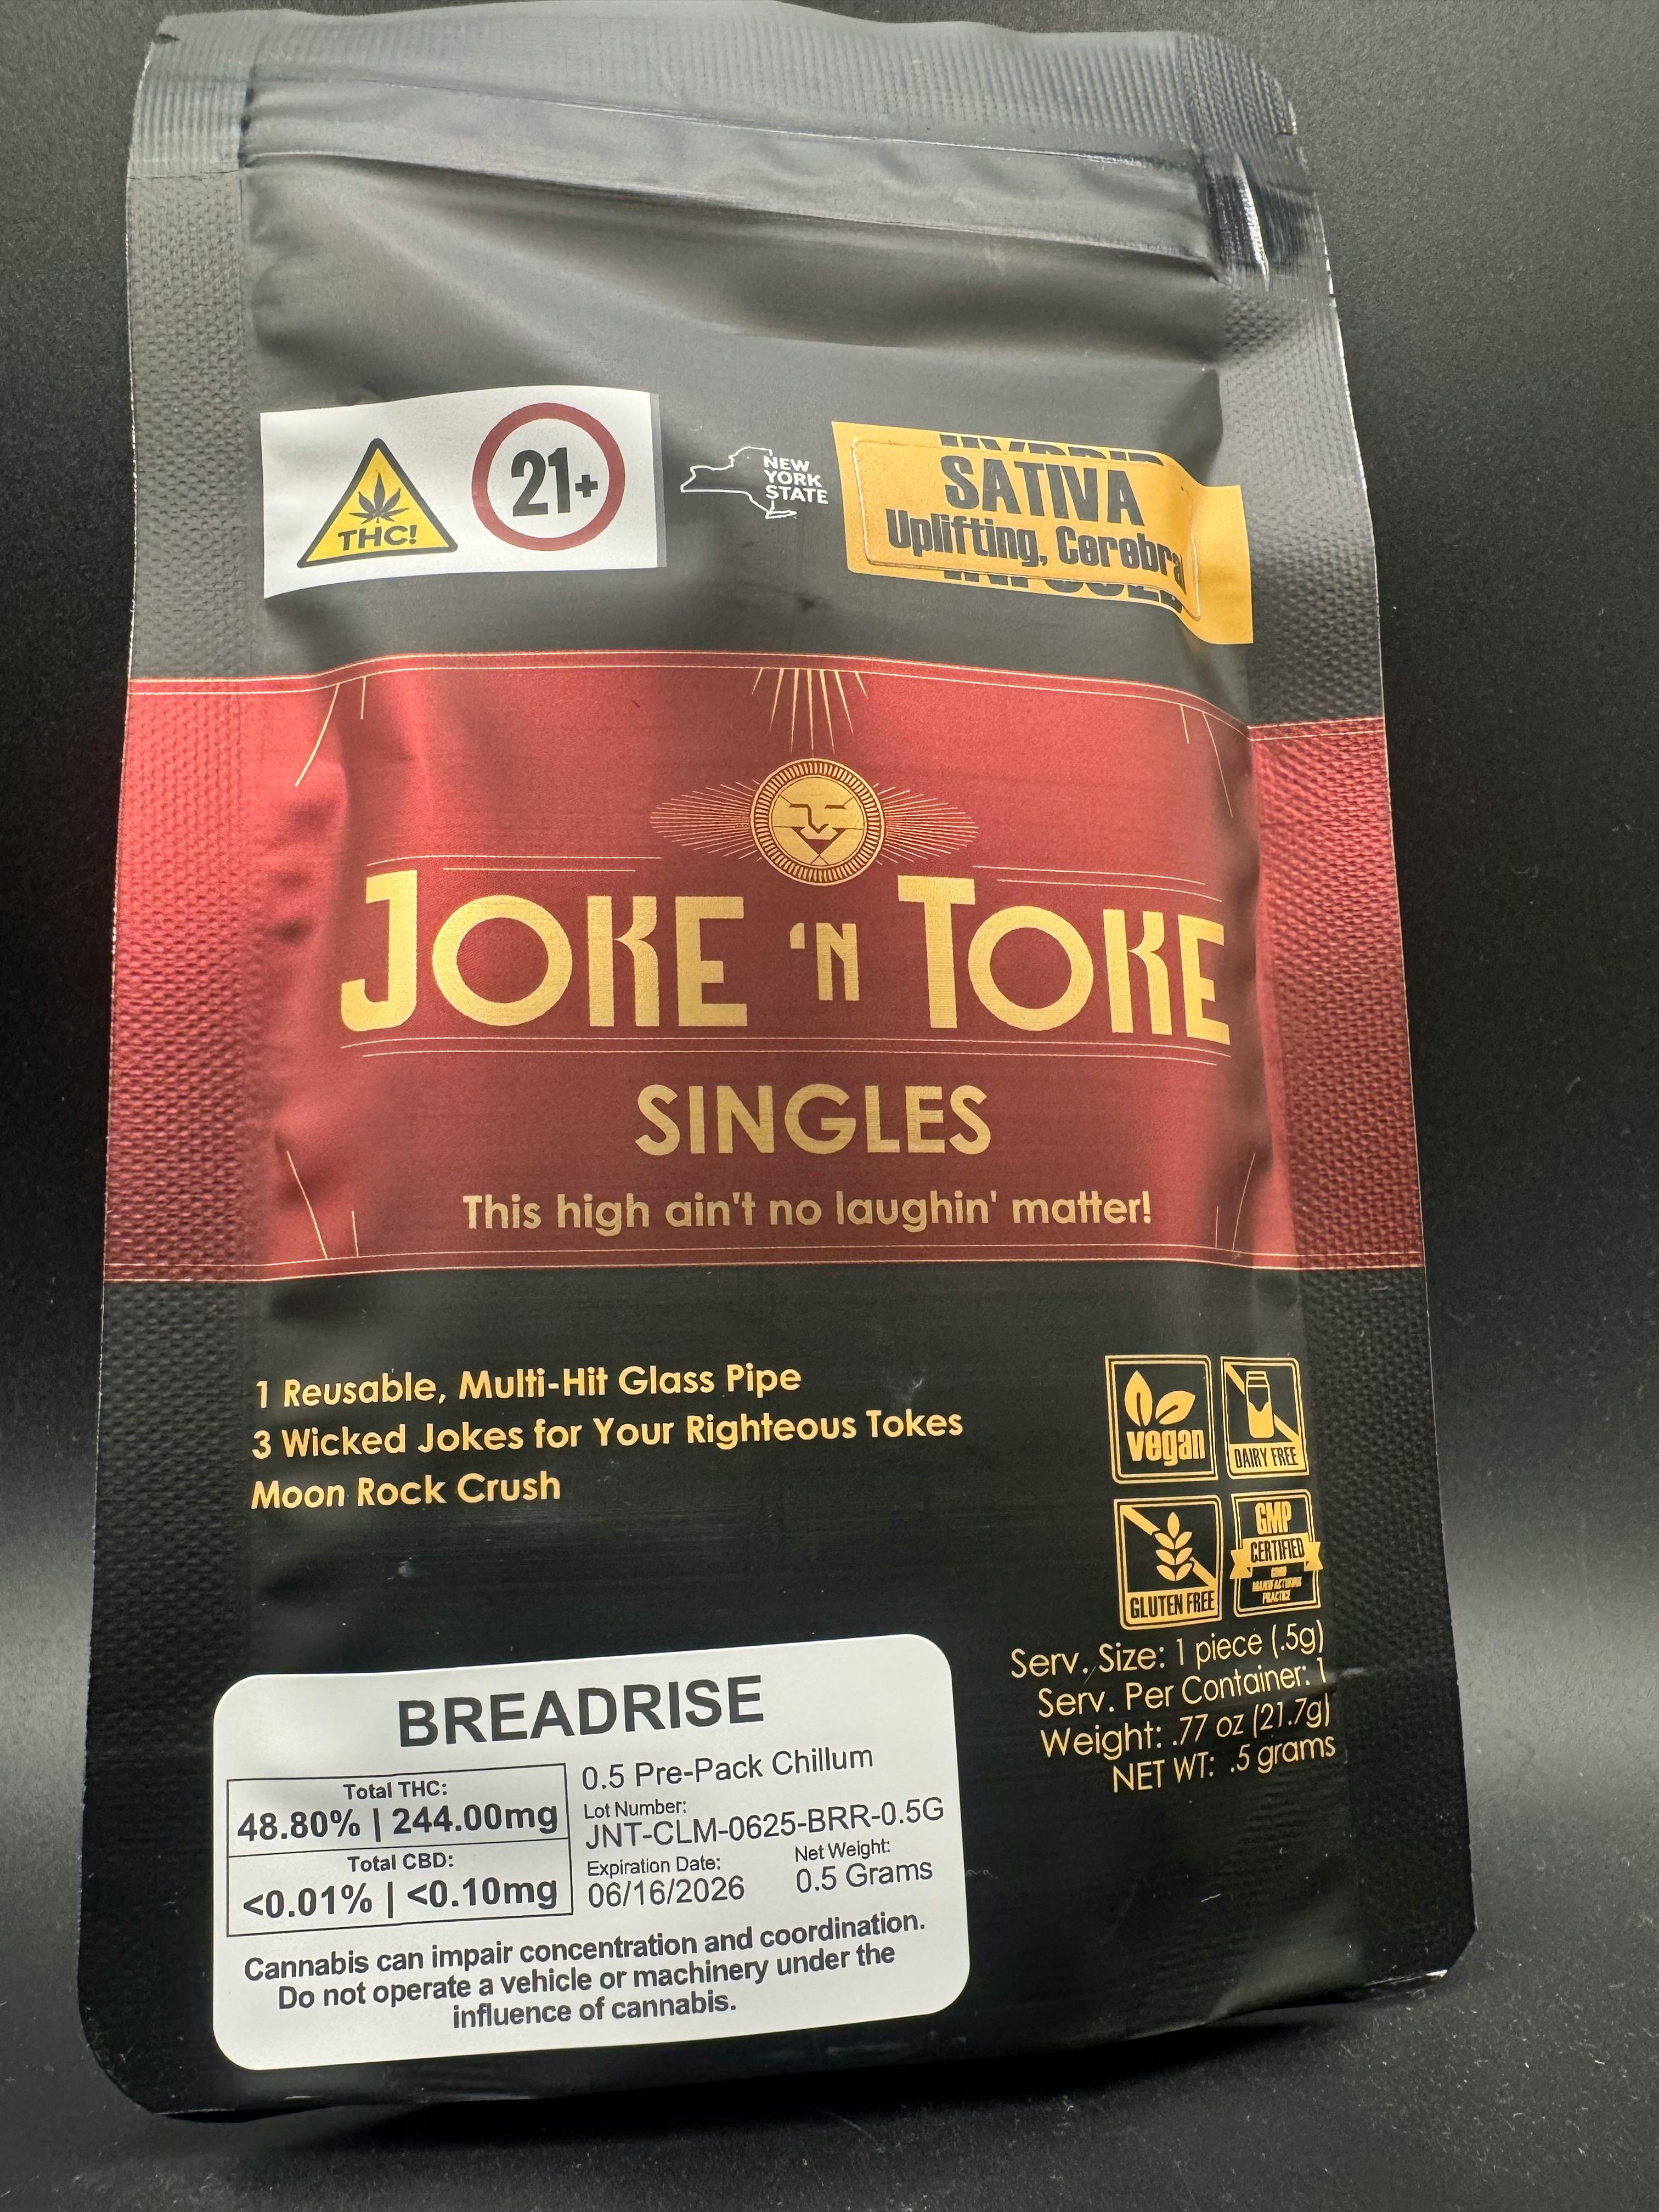 THC!
21+
NEW
YORK
STATE
SATIVA
Uplifting, Cerebral
JOKE 'N TOKE
SINGLES
This high ain't no laughin' matter!
1 Reusable, Multi-Hit Glass Pipe
3 Wicked Jokes for Your Righteous Tokes
Moon Rock Crush
vegan
DAIRY FREE
GLUTEN FREE
GMP
CERTIFIED
GOOD
MANUFACTURING
PRACTICE
Serv. Size: 1 piece (.5g)
Serv. Per Container: 1
Weight: .77 oz (21.7g)
NET WT: .5 grams
BREADRISE
Total THC:
48.80% | 244.00mg
Total CBD:
<0.01% | <0.10mg
0.5 Pre-Pack Chillum
Lot Number:
JNT-CLM-0625-BRR-0.5G
Expiration Date:
06/16/2026
Net Weight:
0.5 Grams
Cannabis can impair concentration and coordination.
Do not operate a vehicle or machinery under the
influence of cannabis.